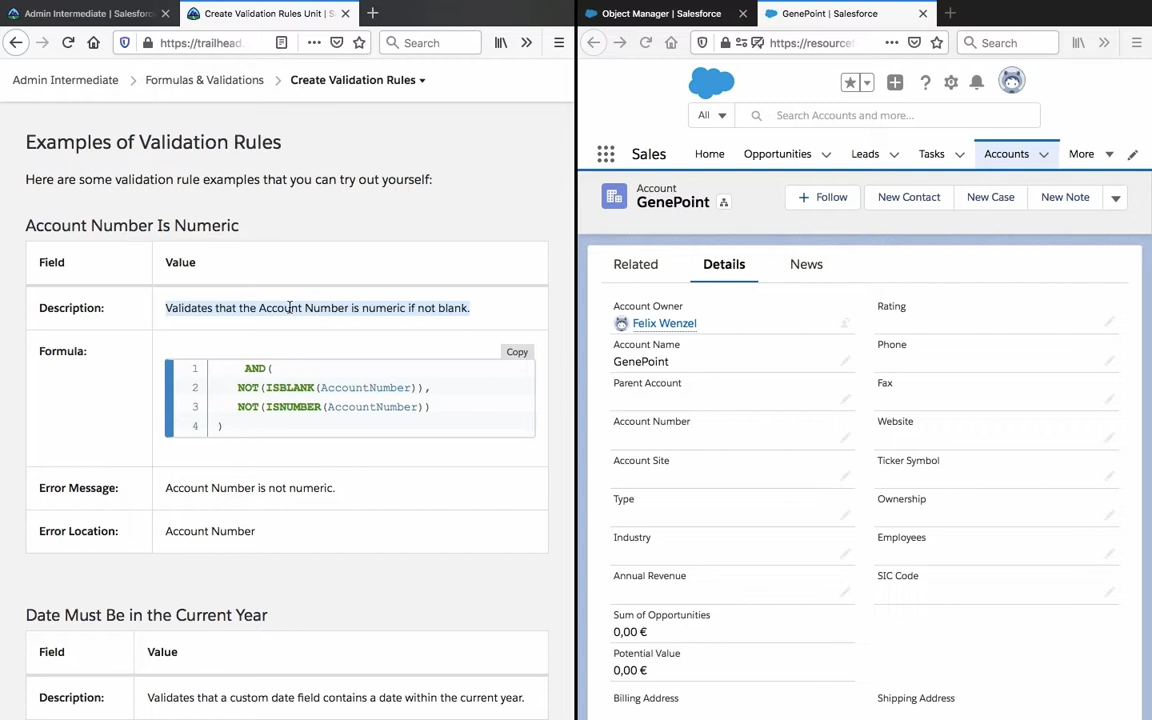 Admin Intermediate | Salesforc
Create Validation Rules Unit | S
https://trailhead.
Search
Admin Intermediate
Formulas & Validations
Create Validation Rules
Examples of Validation Rules
Here are some validation rule examples that you can try out yourself:
Account Number Is Numeric
Field
Value
Description:
Validates that the Account Number is numeric if not blank.
Formula:
Copy
1 AND(
2 NOT(ISBLANK(AccountNumber)),
3 NOT(ISNUMBER(AccountNumber))
4 )
Error Message:
Account Number is not numeric.
Error Location:
Account Number
Date Must Be in the Current Year
Field
Value
Description:
Validates that a custom date field contains a date within the current year.
Object Manager | Salesforce
GenePoint | Salesforce
https://resource
Search
All
Search Accounts and more...
Sales
Home
Opportunities
Leads
Tasks
Accounts
More
Account
GenePoint
+ Follow
New Contact
New Case
New Note
Related
Details
News
Account Owner
Felix Wenzel
Rating
Account Name
GenePoint
Phone
Parent Account
Fax
Account Number
Website
Account Site
Ticker Symbol
Type
Ownership
Industry
Employees
Annual Revenue
SIC Code
Sum of Opportunities
0,00 €
Potential Value
0,00 €
Billing Address
Shipping Address